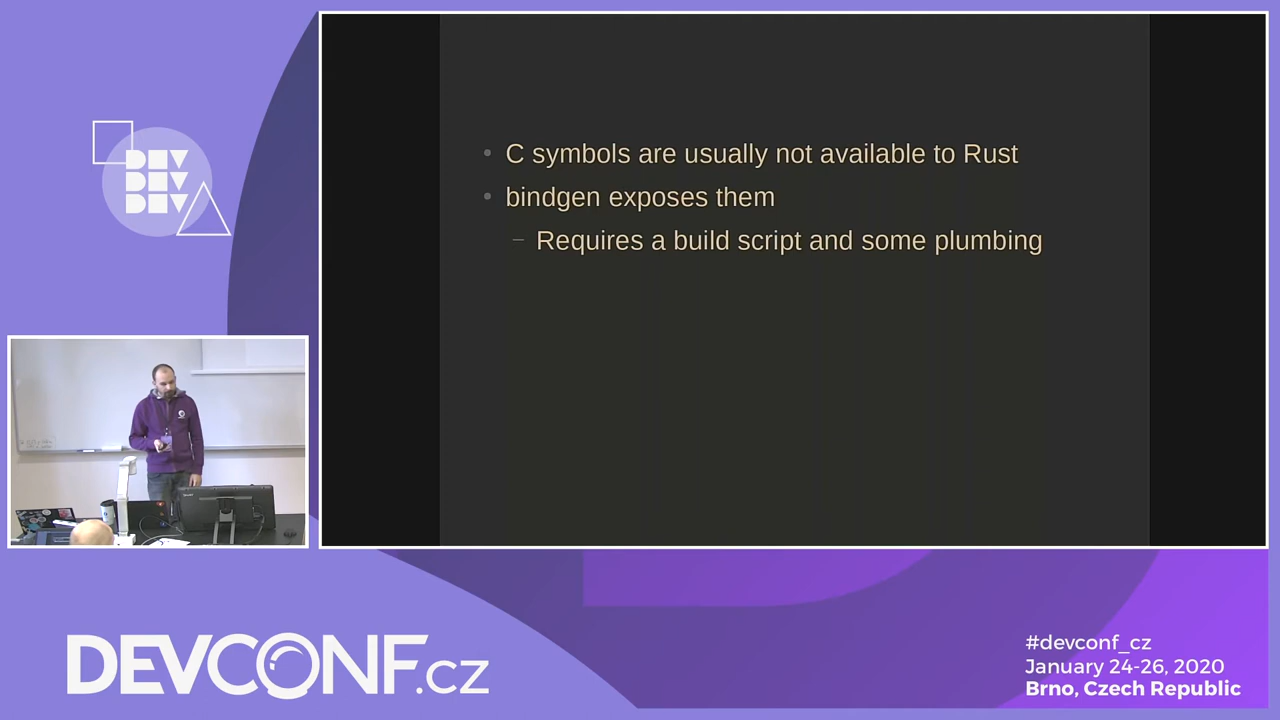 DEV
DEV
DEV
C symbols are usually not available to Rust
bindgen exposes them
Requires a build script and some plumbing
DEVCONF.cz
#devconf_cz
January 24-26, 2020
Brno, Czech Republic